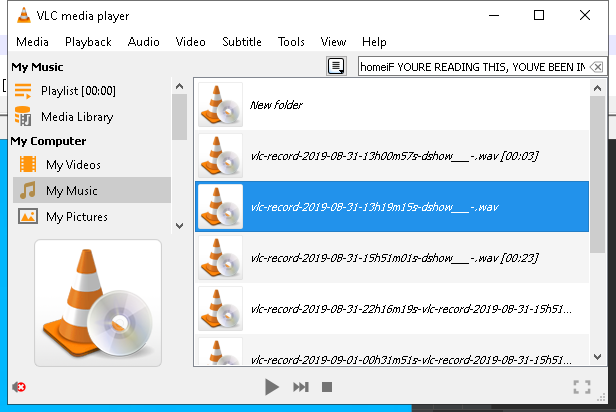 VLC media player
Media Playback Audio Video Subtitle Tools View Help
My Music
homeiF YOURE READING THIS, YOUVE BEEN IN
Playlist [00:00]
Media Library
My Computer
My Videos
My Music
My Pictures
New folder
vlc-record-2019-08-31-13h00m57s-dshow___-,.wav [00:03]
vlc-record-2019-08-31-13h19m15s-dshow___-,.wav
vlc-record-2019-08-31-15h51m01s-dshow___-,.wav [00:23]
vlc-record-2019-08-31-22h16m19s-vlc-record-2019-08-31-15h51...
vlc-record-2019-09-01-00h31m51s-vlc-record-2019-08-31-15h51...